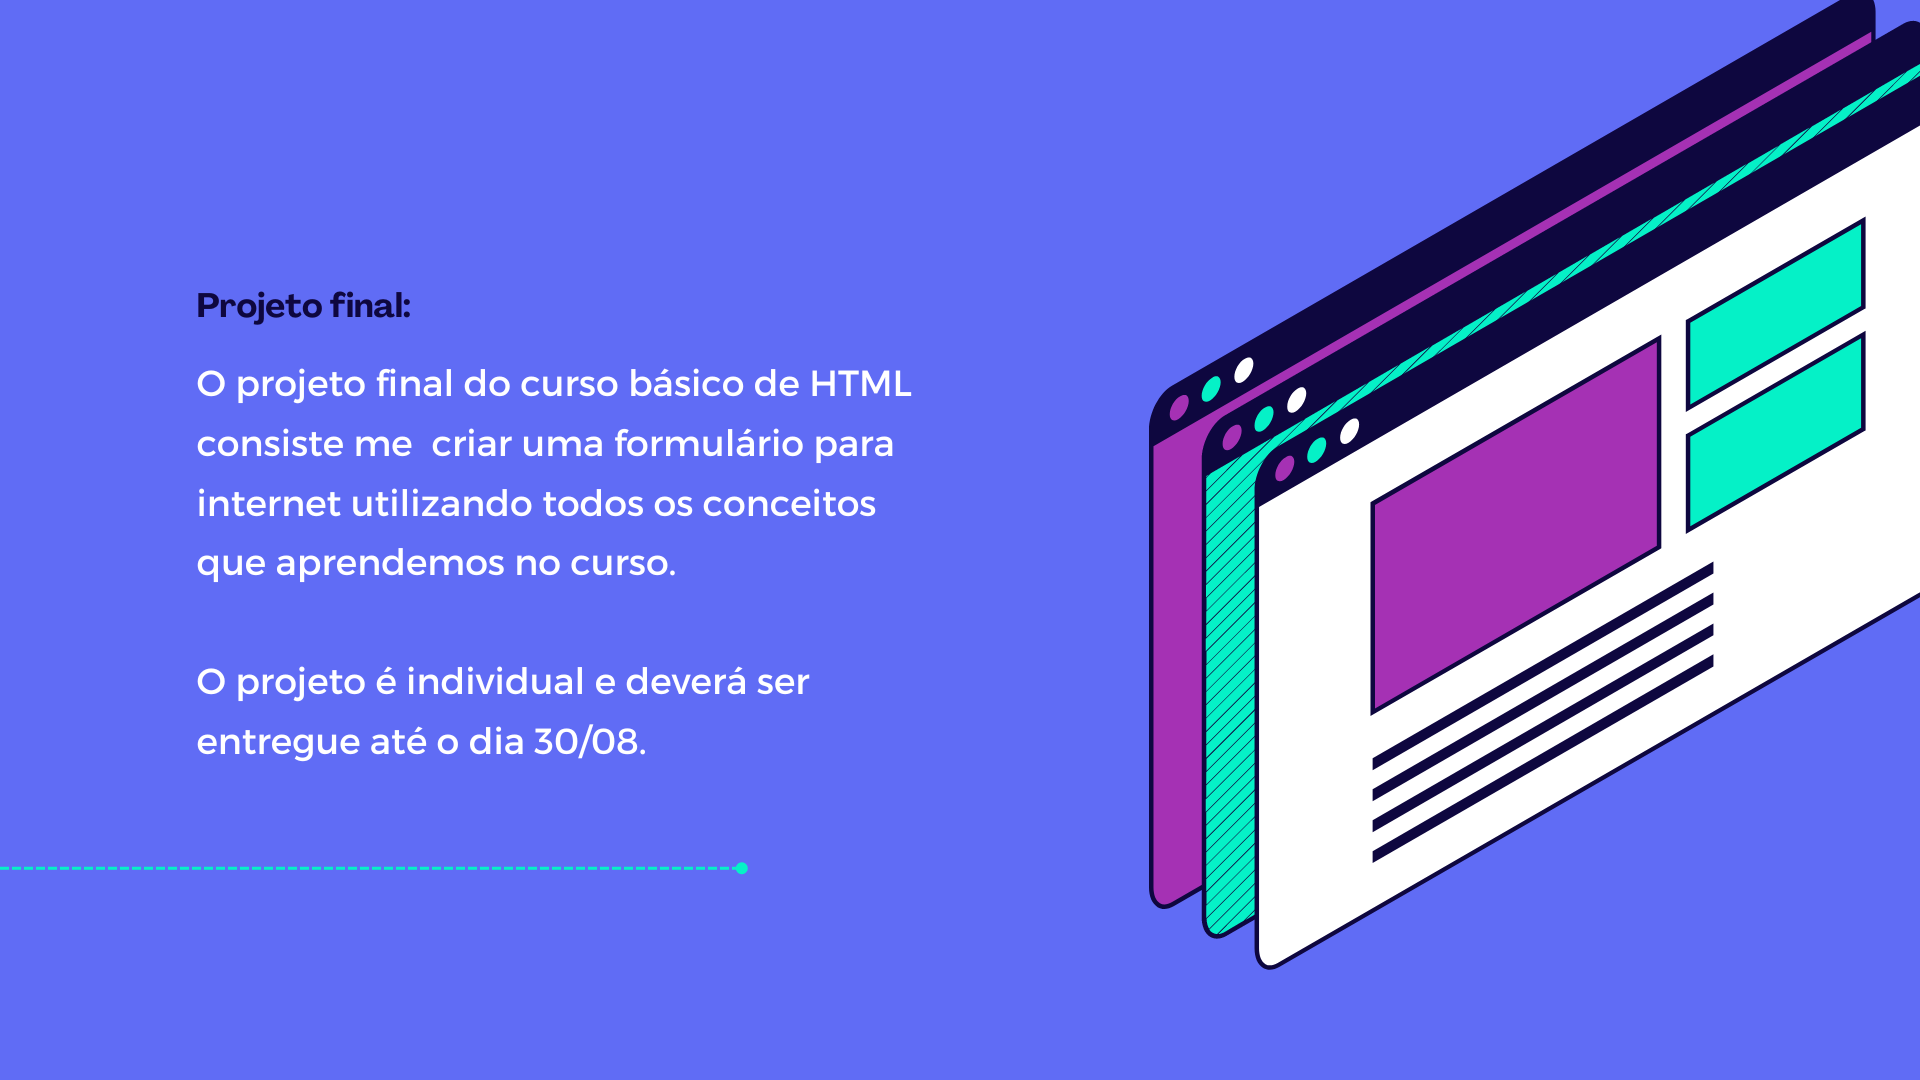 Projeto final:
O projeto final do curso básico de HTML
consiste me  criar uma formulário para
internet utilizando todos os conceitos
que aprendemos no curso.
O projeto é individual e deverá ser
entregue até o dia 30/08.